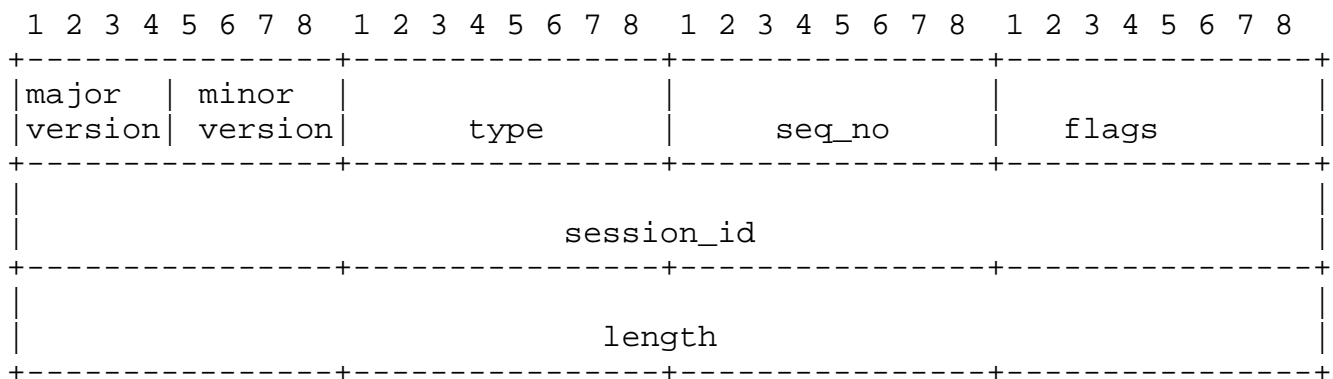 1 2 3 4 5 6 7 8 1 2 3 4 5 6 7 8 1 2 3 4 5 6 7 8 1 2 3 4 5 6 7 8
+----------------+----------------+----------------+----------------+
|major | minor | | | |
|version| version| type | seq_no | flags |
+----------------+----------------+----------------+----------------+
| |
| session_id |
+----------------+----------------+----------------+----------------+
| |
| length |
+----------------+----------------+----------------+----------------+